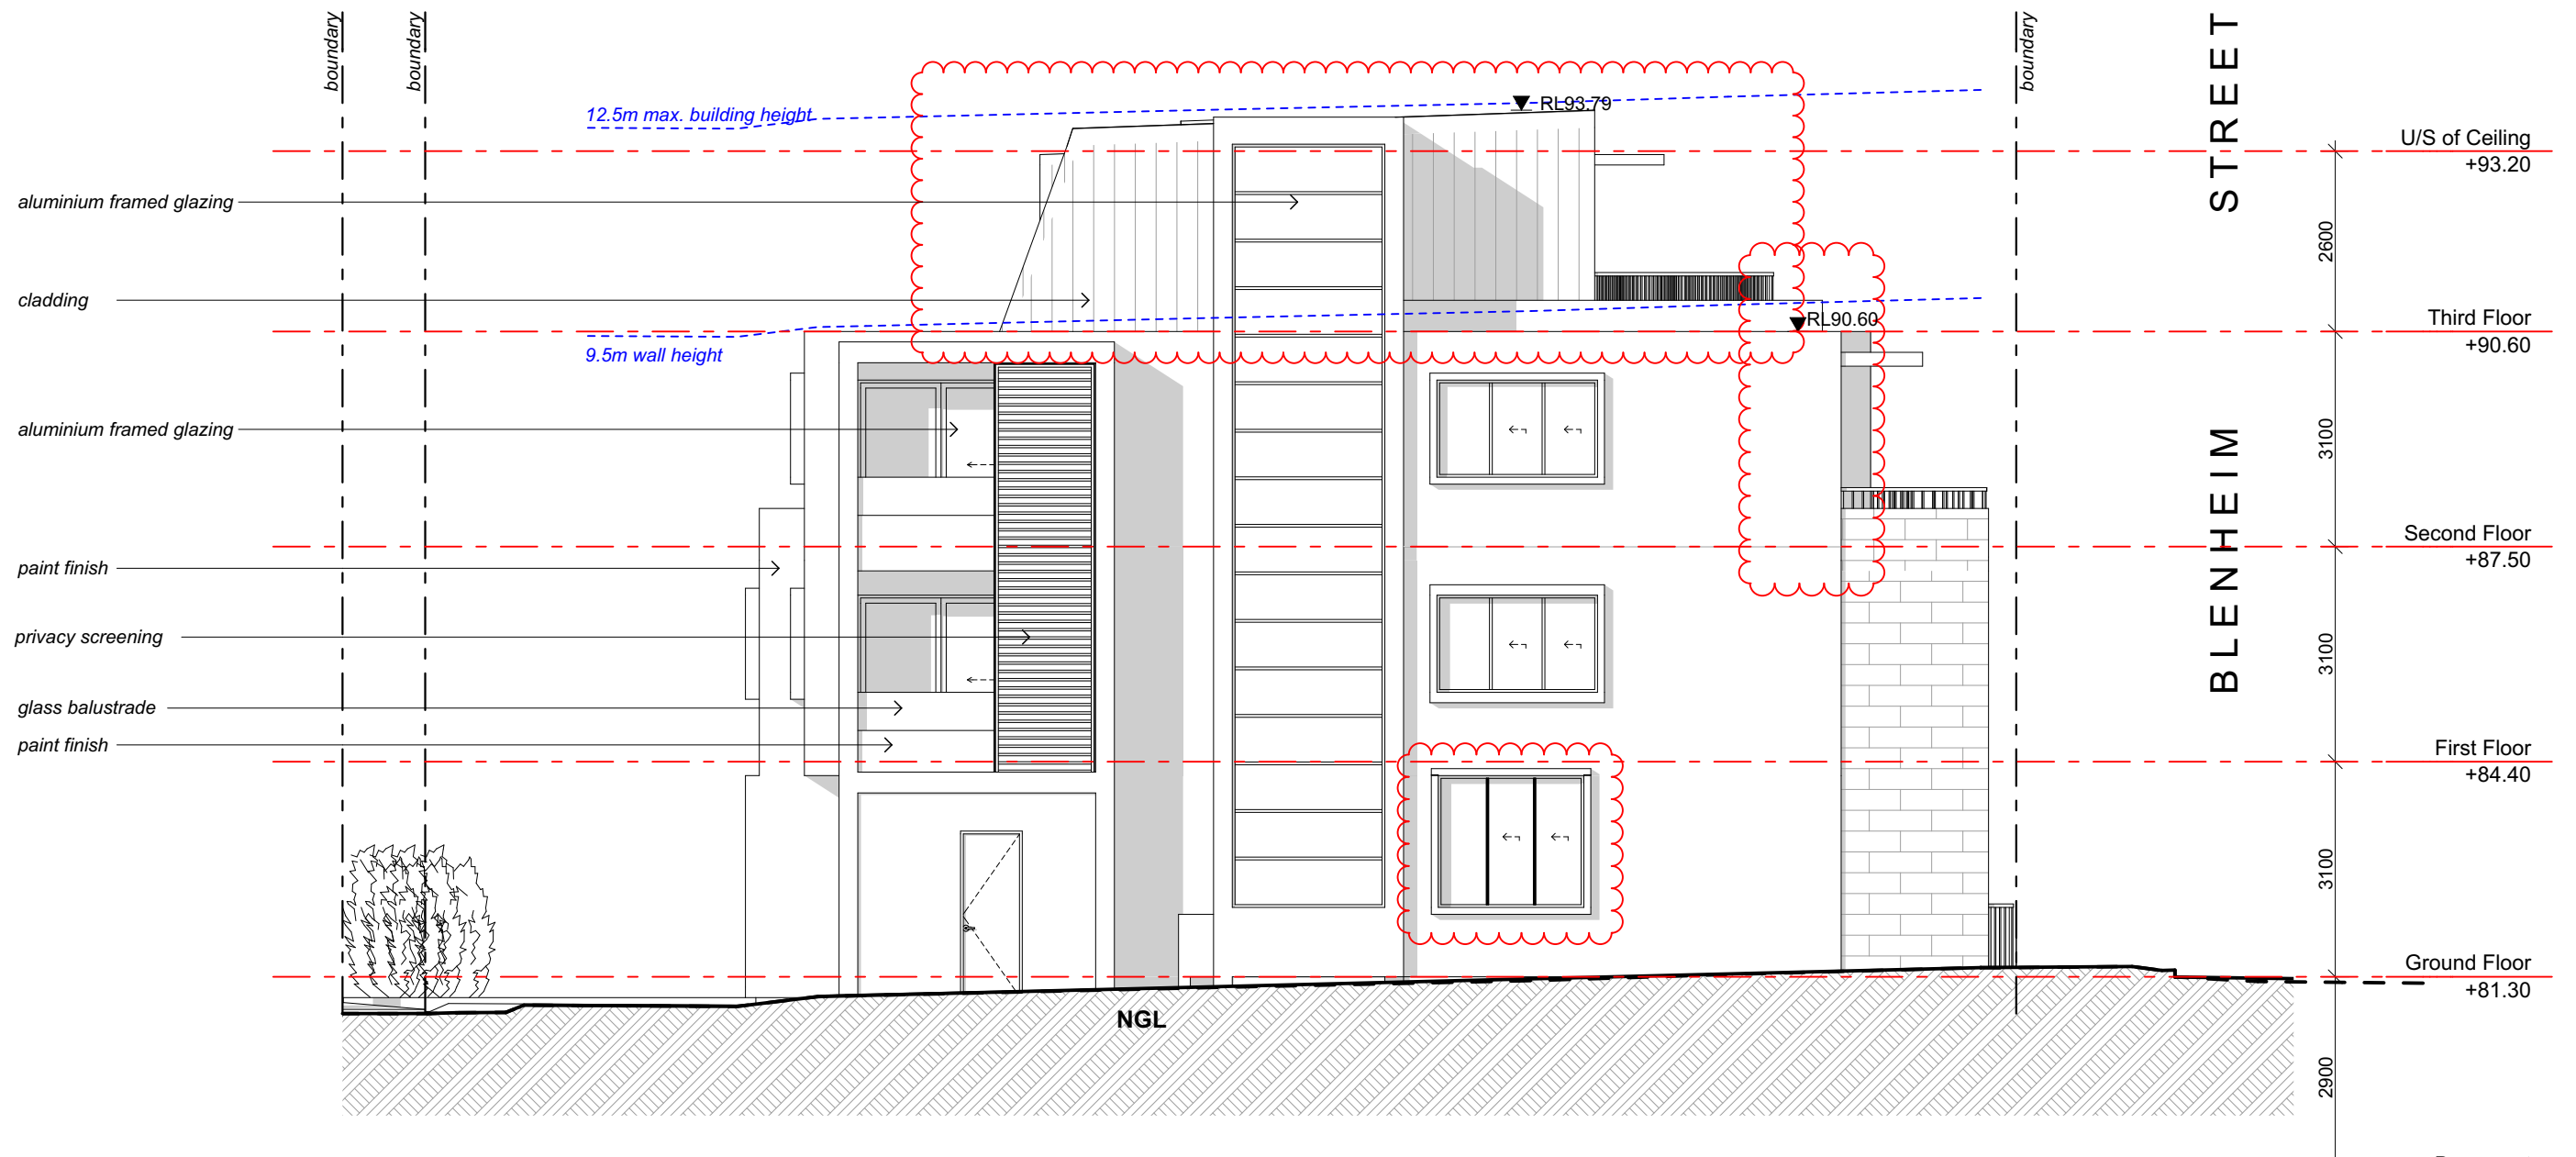 boundary
boundary
boundary
STREET
BLENHEIM
12.5m max. building height
RL93.79
U/S of Ceiling
+93.20
aluminium framed glazing
2600
cladding
RL90.60
Third Floor
+90.60
9.5m wall height
aluminium framed glazing
3100
Second Floor
+87.50
paint finish
privacy screening
3100
glass balustrade
paint finish
First Floor
+84.40
3100
Ground Floor
+81.30
NGL
2900